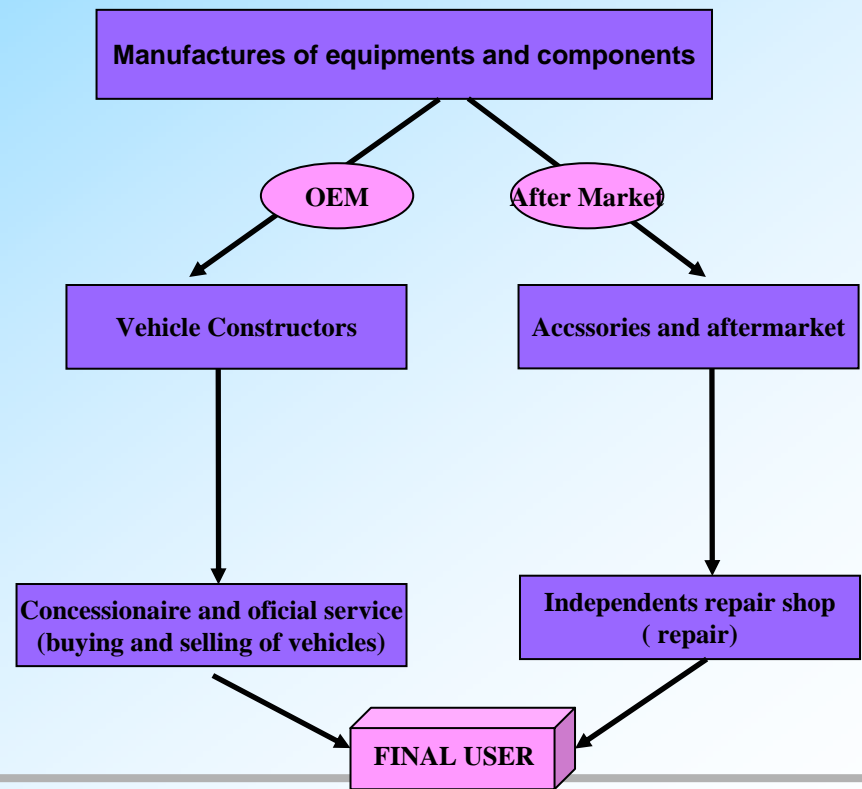 Manufactures of equipments and components
OEM
After Market
Vehicle Constructors
Accssories and aftermarket
Concessionaire and oficial service
(buying and selling of vehicles)
Independents repair shop
( repair)
FINAL USER